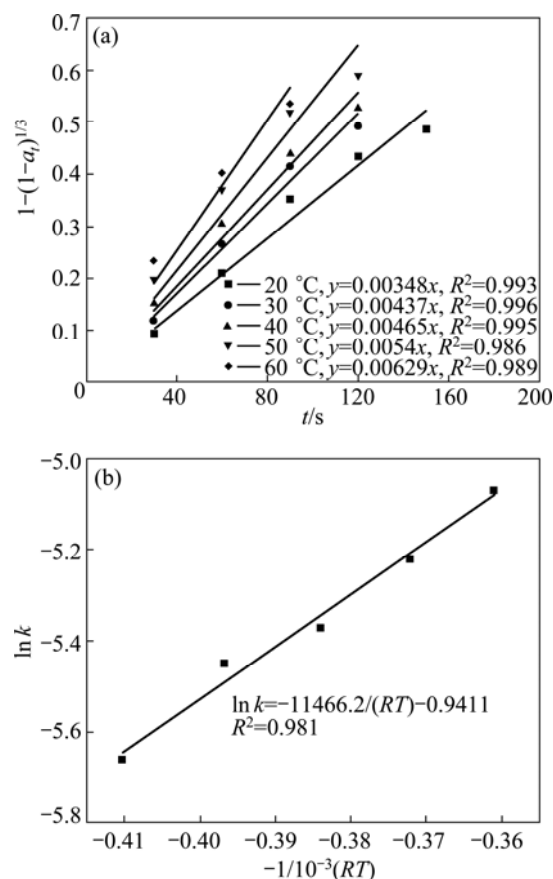 (a)
0.7
0.6
0.5
0.4
0.3
0.2
0.1
0
1−(1−a_t)^{1/3}
20 °C, y=0.00348x, R²=0.993
30 °C, y=0.00437x, R²=0.996
40 °C, y=0.00465x, R²=0.995
50 °C, y=0.0054x, R²=0.986
60 °C, y=0.00629x, R²=0.989
40 80 120 160 200
t/s
(b)
−5.0
−5.2
−5.4
−5.6
−5.8
ln k
ln k=−11466.2/(RT)−0.9411
R²=0.981
−0.41 −0.40 −0.39 −0.38 −0.37 −0.36
−1/10⁻³(RT)